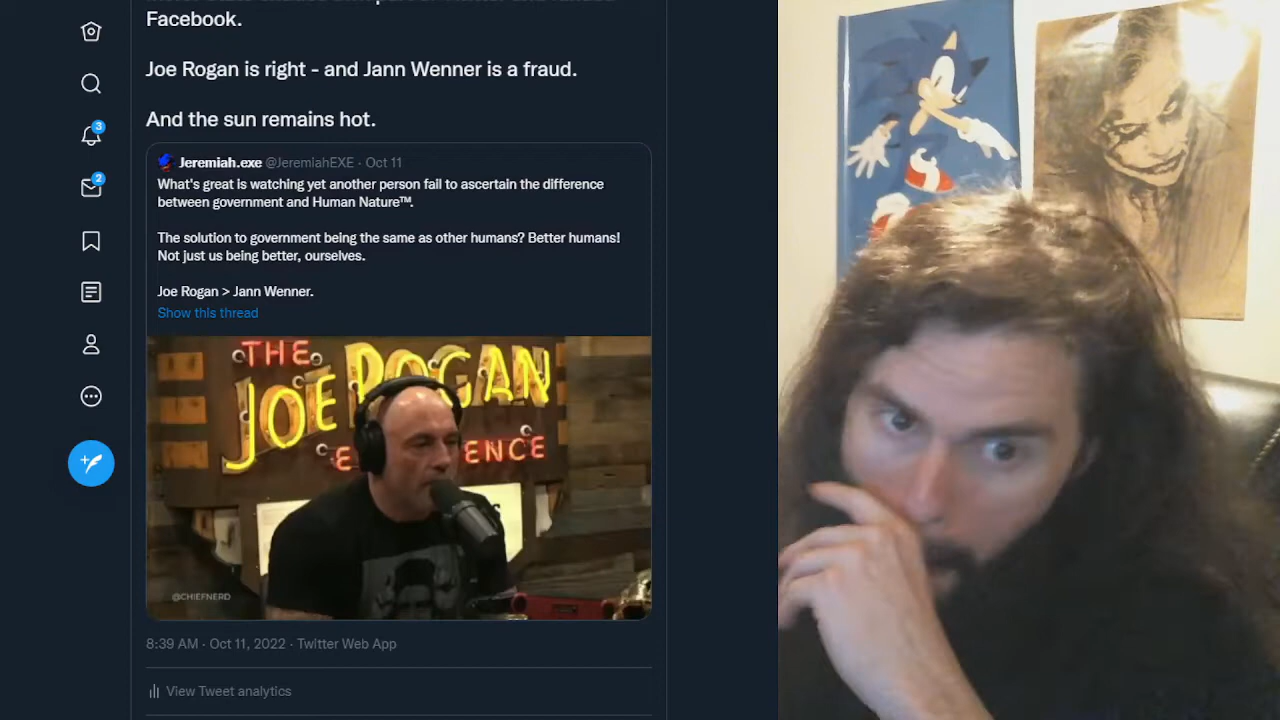 Facebook.
Joe Rogan is right - and Jann Wenner is a fraud.
And the sun remains hot.
Jeremiah.exe @JeremiahEXE · Oct 11
What's great is watching yet another person fail to ascertain the difference
between government and Human Nature™.
The solution to government being the same as other humans? Better humans!
Not just us being better, ourselves.
Joe Rogan > Jann Wenner.
Show this thread
THE
JOE ROGAN
@CHIEFNERD
8:39 AM · Oct 11, 2022 · Twitter Web App
View Tweet analytics
3
2